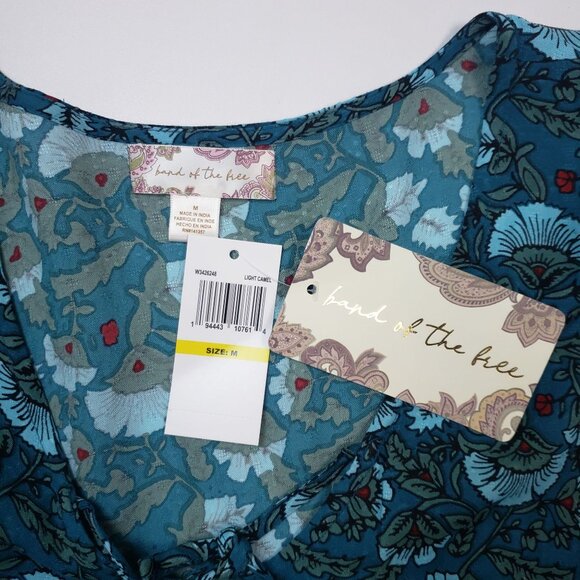 band of the free
M
MADE IN INDIA
FABRIQUE EN INDE
HECHO EN INDIA
W3426248 LIGHT CAMEL
1 94443 10761 4
SIZE: M
band of the free